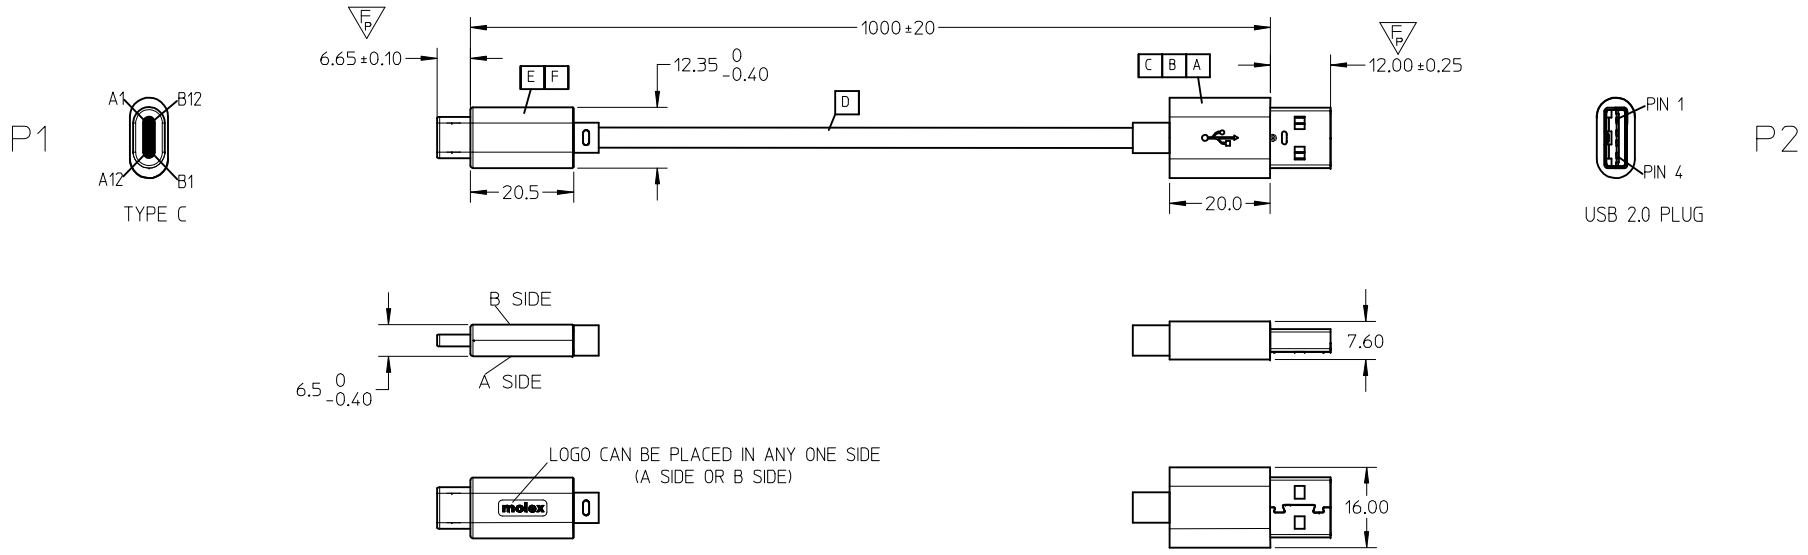 F
P
1000±20
F
P
6.65±0.10
12.35 0
-0.40
12.00±0.25
E F
C B A
D
A1
B12
PIN 1
P1
P2
A12
B1
PIN 4
20.5
20.0
TYPE C
USB 2.0 PLUG
B SIDE
7.60
A SIDE
6.5 0
-0.40
LOGO CAN BE PLACED IN ANY ONE SIDE
(A SIDE OR B SIDE)
molex
16.00